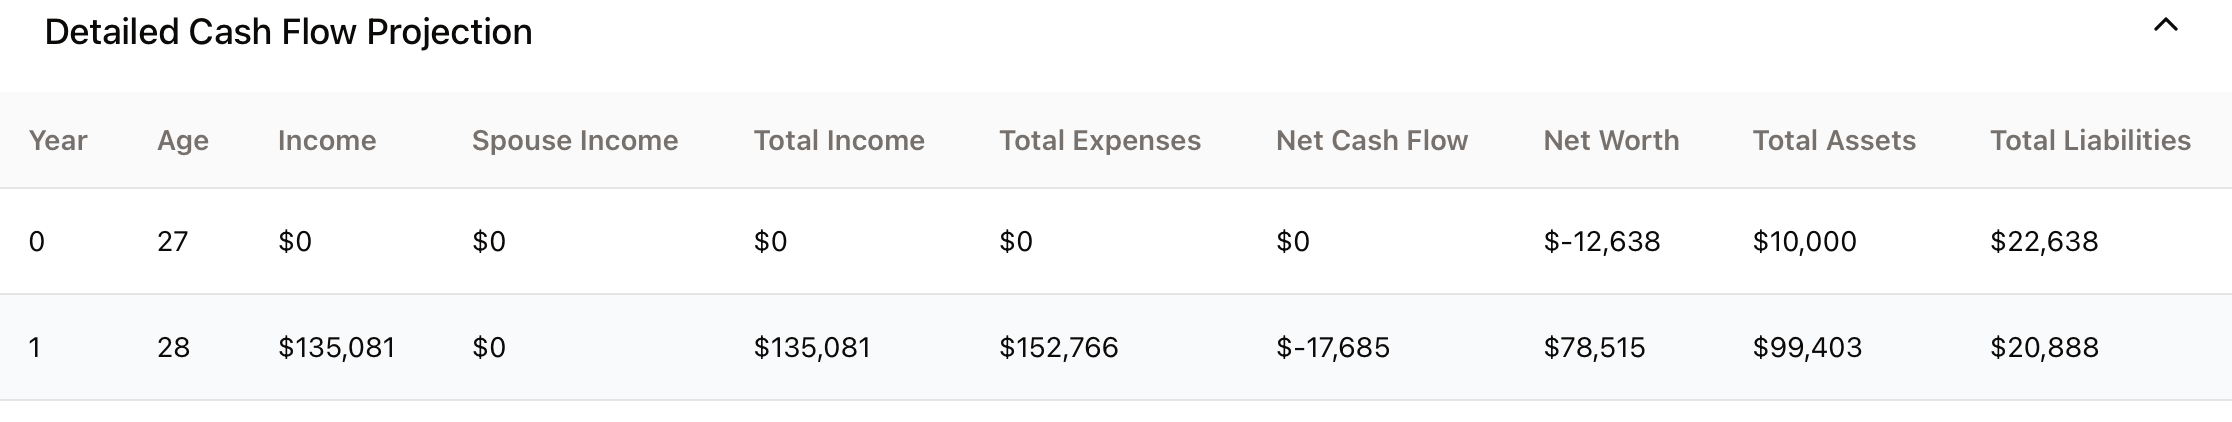 Detailed Cash Flow Projection
Year Age Income Spouse Income Total Income Total Expenses Net Cash Flow Net Worth Total Assets Total Liabilities
0 27 $0 $0 $0 $0 $0 $-12,638 $10,000 $22,638
1 28 $135,081 $0 $135,081 $152,766 $-17,685 $78,515 $99,403 $20,888